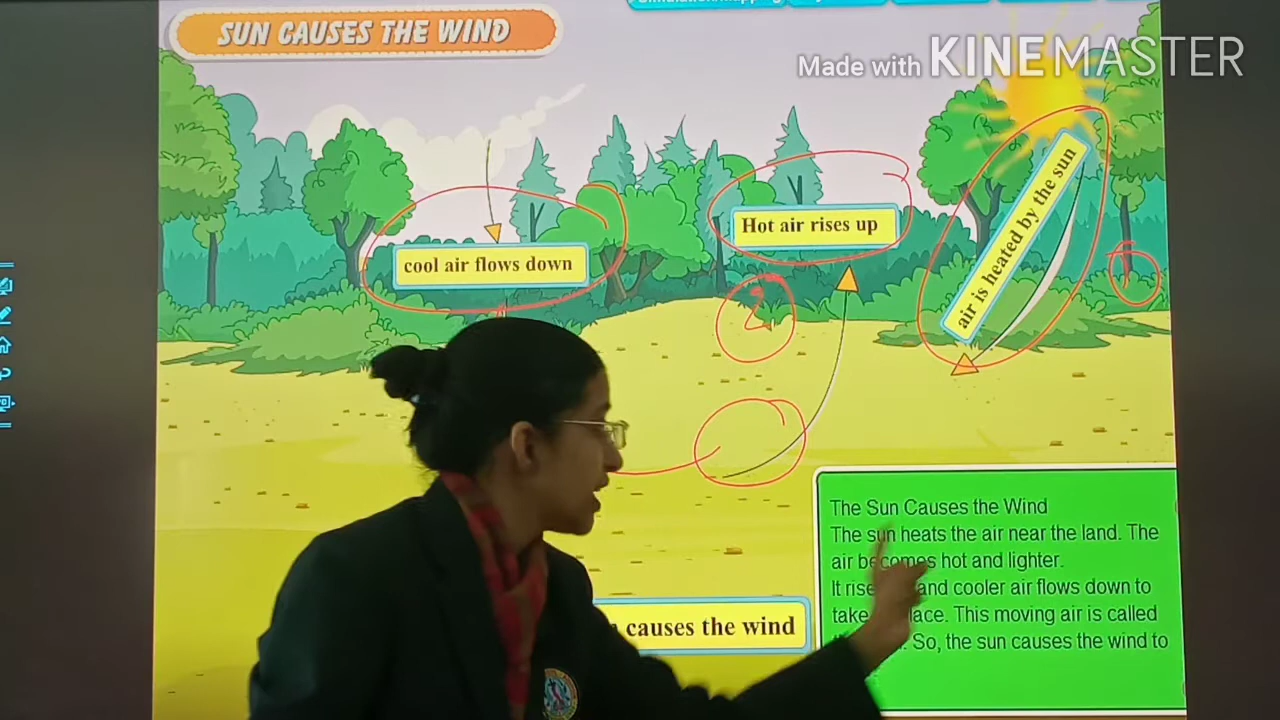 SUN CAUSES THE WIND
Made with KINEMASTER
air is heated by the sun
Hot air rises up
cool air flows down
2
The Sun Causes the Wind
The sun heats the air near the land. The
air becomes hot and lighter.
It rise and cooler air flows down to
take lace. This moving air is called
So, the sun causes the wind to
causes the wind